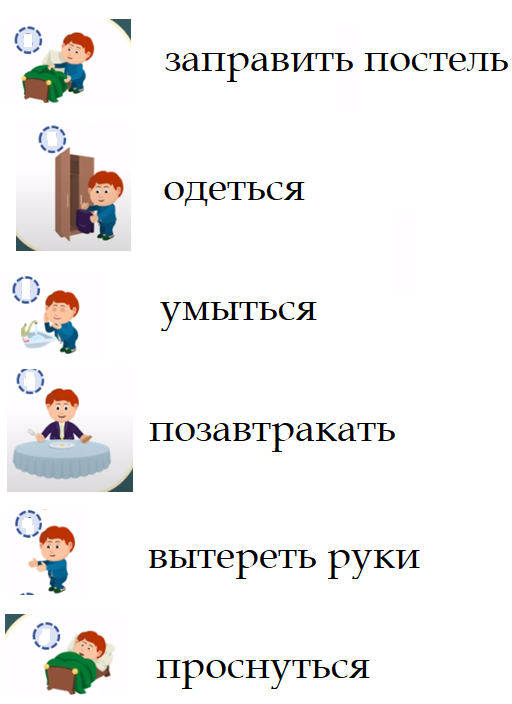 заправить постель
одеться
умыться
позавтракать
вытереть руки
проснуться